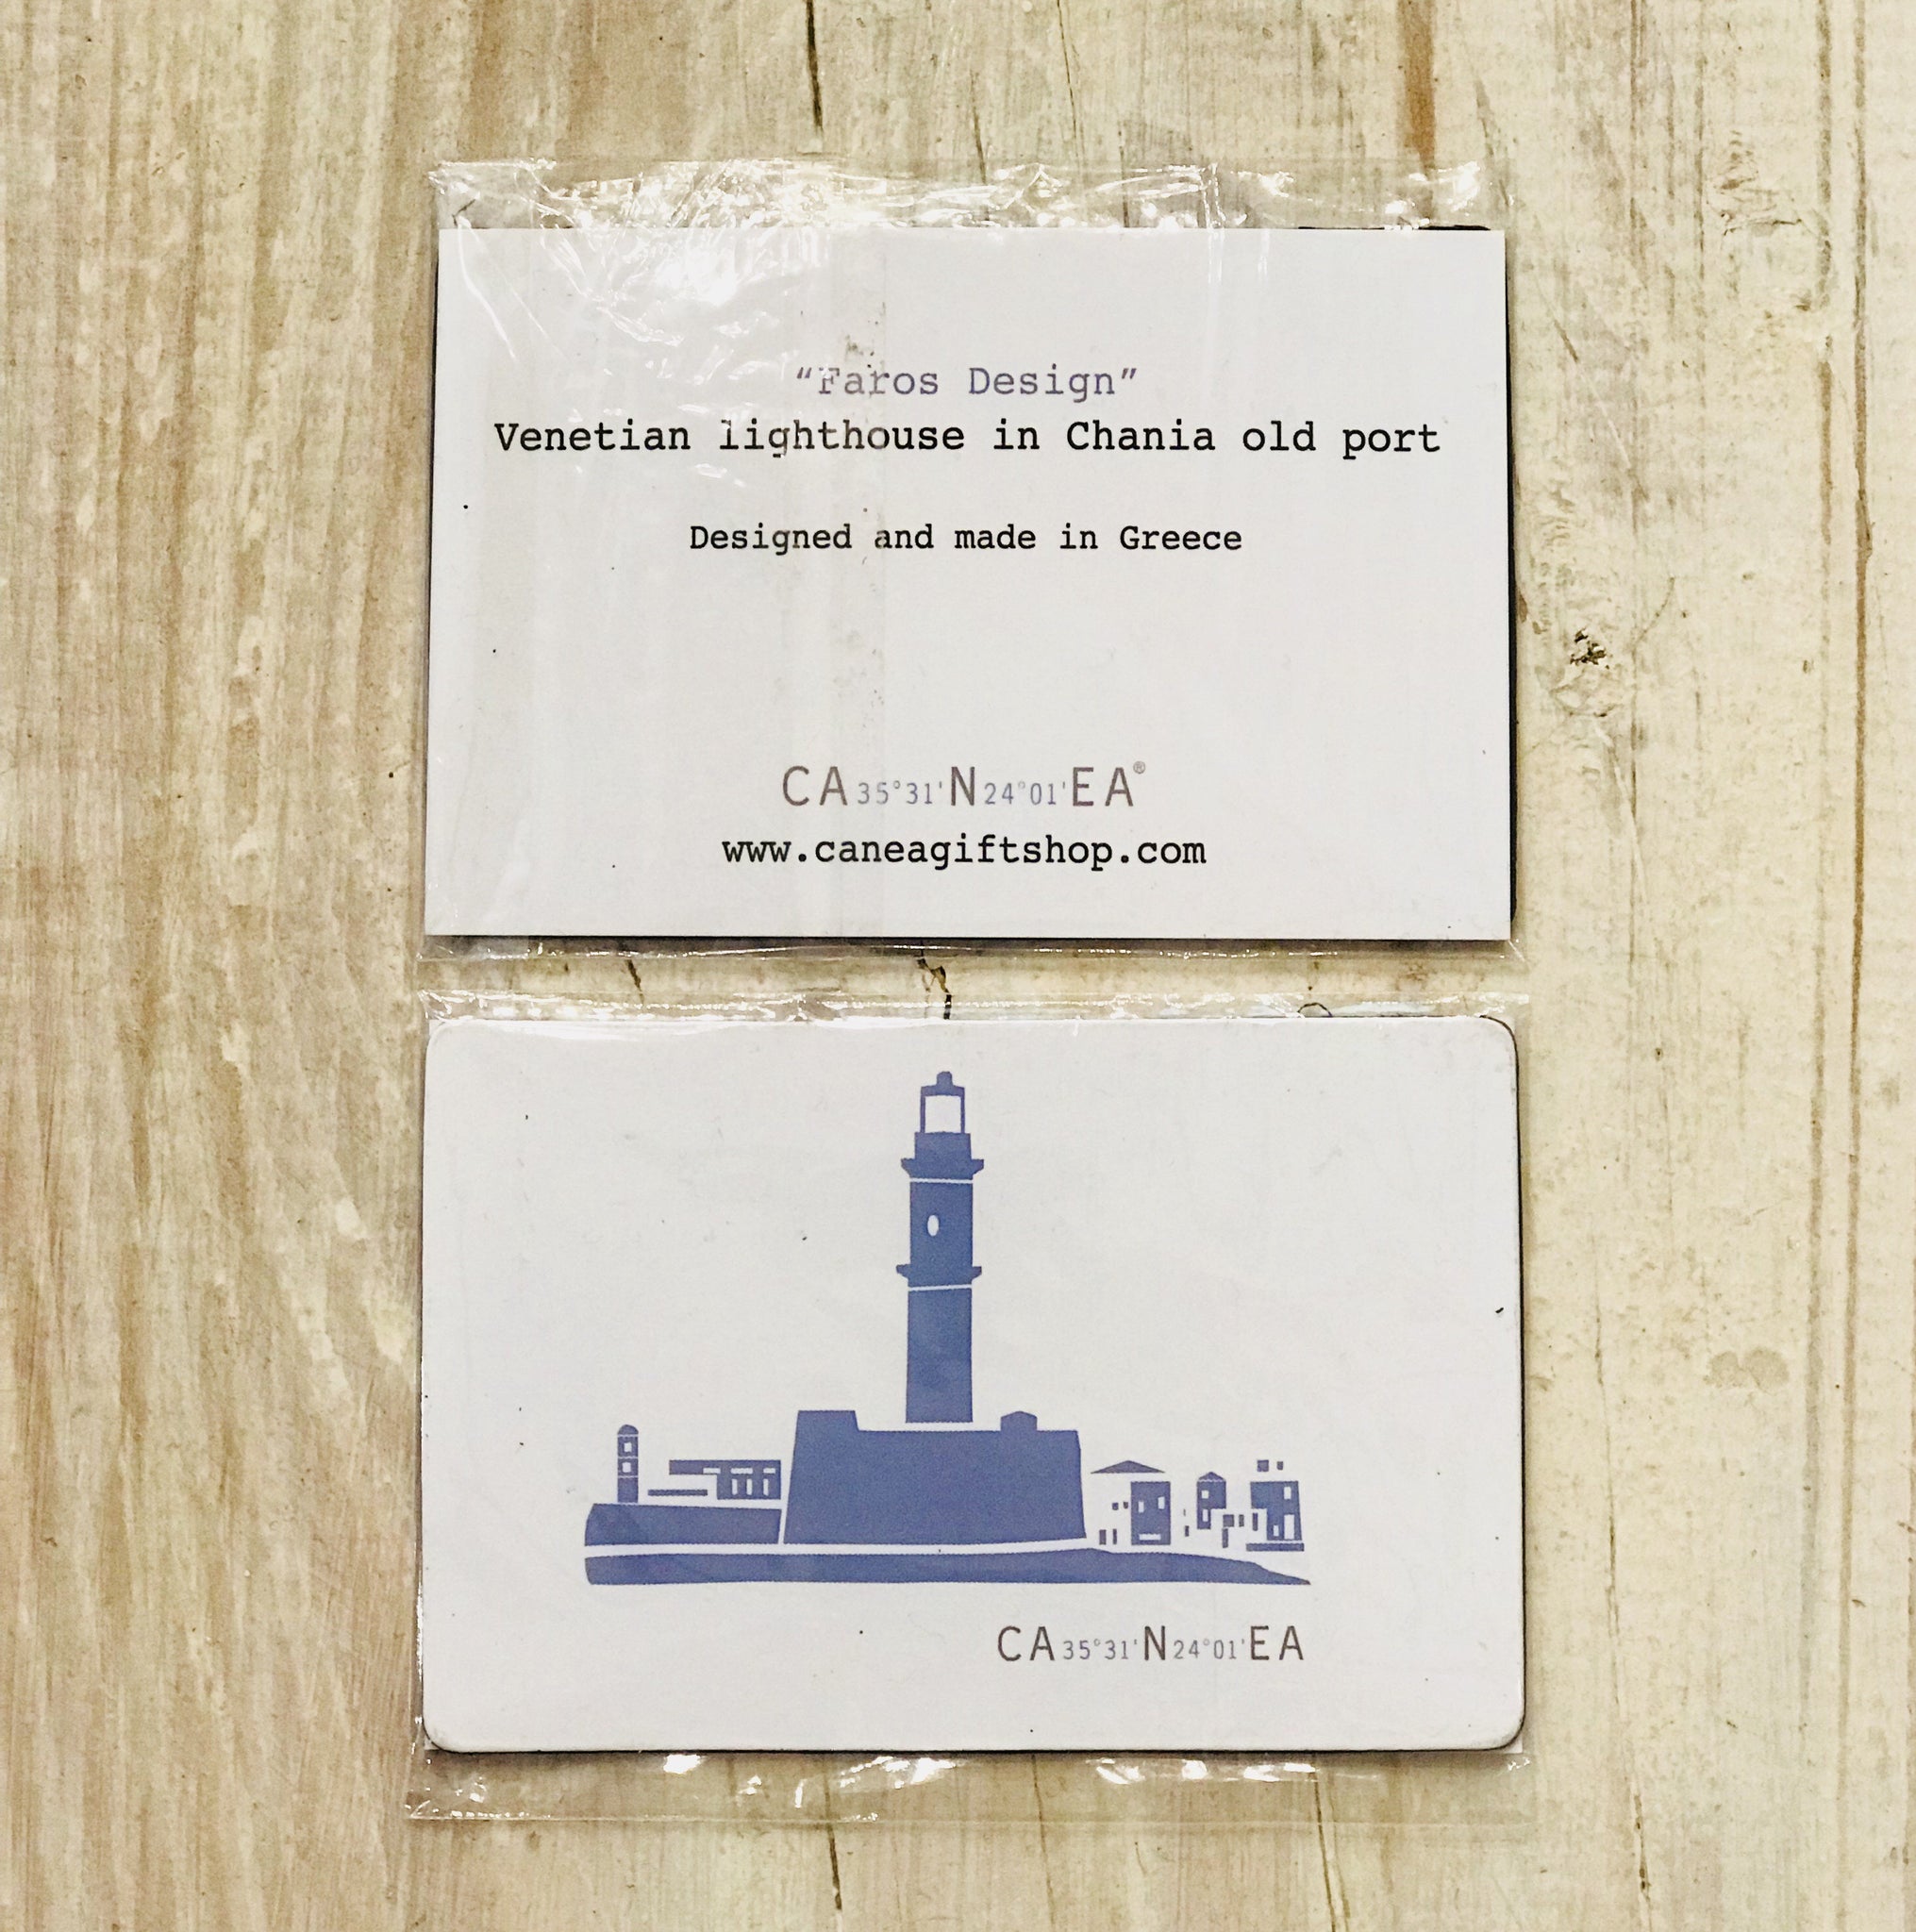 “Faros Design”
Venetian lighthouse in Chania old port
Designed and made in Greece
CA35°31'N24°01'EA®
www.caneagiftshop.com
CA35°31'N24°01'EA